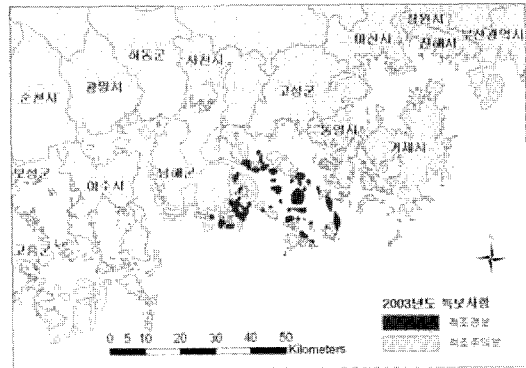 창원시
하동군
사천시
마산시
진해시
부산광역시
순천시
광양시
고성군
통영시
거제시
보성군
여수시
남해군
고흥군
2003년도 특보사항
적조경보
적조주의보
0 5 10 20 30 40 50
Kilometers